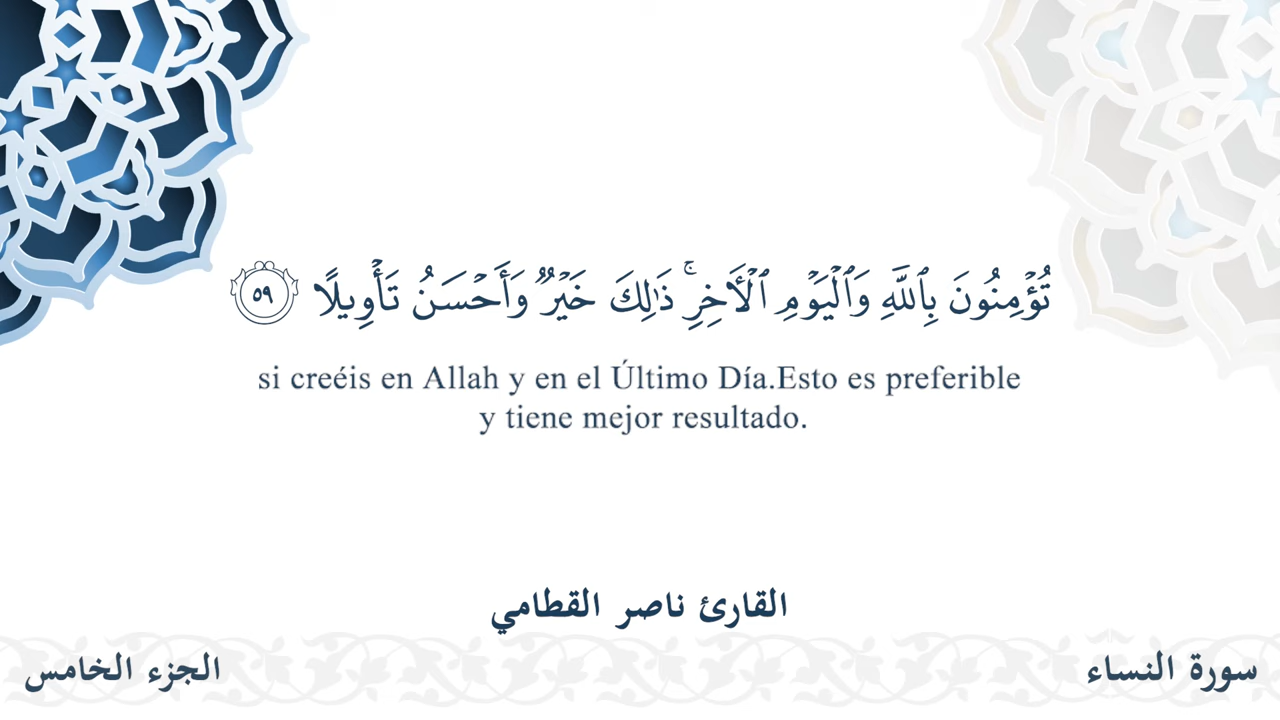 تُؤۡمِنُونَ بِٱللَّهِ وَٱلۡيَوۡمِ ٱلۡأٓخِرِۚ ذَٰلِكَ خَيۡرٞ وَأَحۡسَنُ تَأۡوِيلًا ٥٩
si creéis en Allah y en el Último Día.Esto es preferible
y tiene mejor resultado.
القارئ ناصر القطامي
سورة النساء
الجزء الخامس